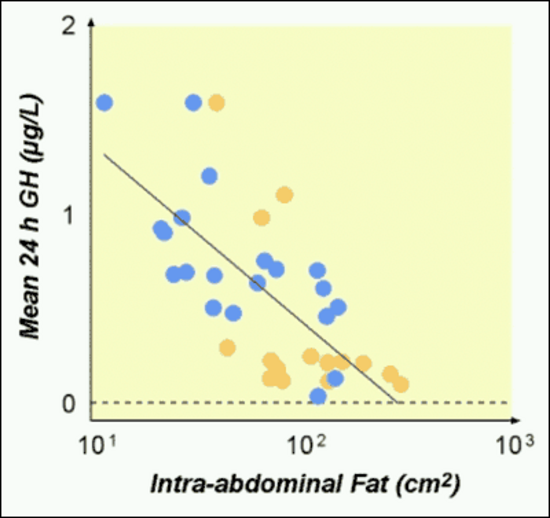 2
1
0
Mean 24 h GH (µg/L)
10¹ 10² 10³
Intra-abdominal Fat (cm²)